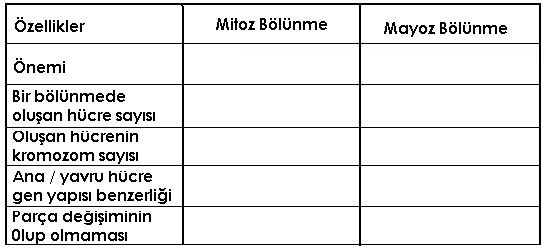 Özellikler Mitoz Bölünme Mayoz Bölünme
Önemi
Bir bölünmede
oluşan hücre sayısı
Oluşan hücrenin
kromozom sayısı
Ana / yavru hücre
gen yapısı benzerliği
Parça değişiminin
0lup olmaması